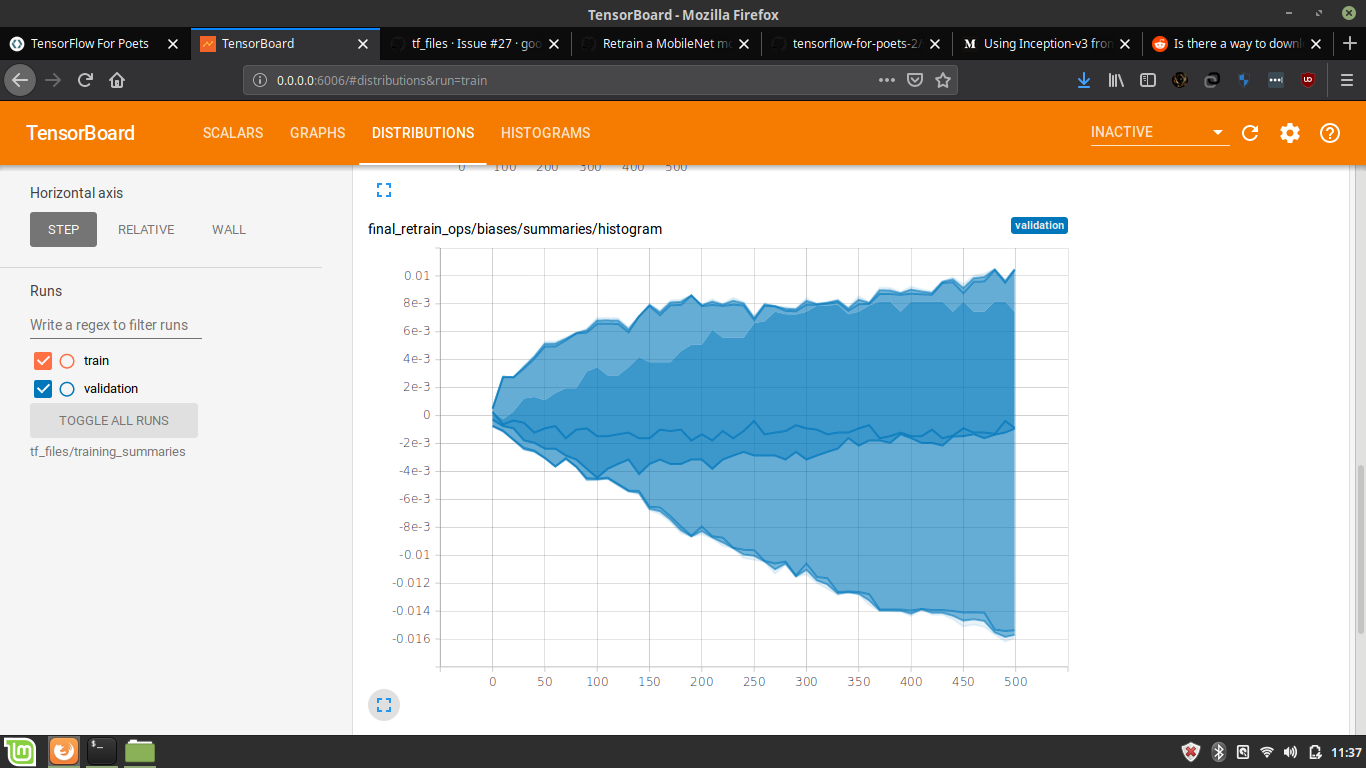 TensorBoard - Mozilla Firefox
TensorFlow For Poets
TensorBoard
tf_files · Issue #27 · goo
Retrain a MobileNet mo
tensorflow-for-poets-2/
M Using Inception-v3 from
Is there a way to downl
0.0.0.0:6006/#distributions&run=train
TensorBoard
SCALARS
GRAPHS
DISTRIBUTIONS
HISTOGRAMS
INACTIVE
Horizontal axis
STEP
RELATIVE
WALL
Runs
Write a regex to filter runs
train
validation
TOGGLE ALL RUNS
tf_files/training_summaries
0 100 200 300 400 500
final_retrain_ops/biases/summaries/histogram
validation
0.01
8e-3
6e-3
4e-3
2e-3
0
-2e-3
-4e-3
-6e-3
-8e-3
-0.01
-0.012
-0.014
-0.016
0 50 100 150 200 250 300 350 400 450 500
11:37